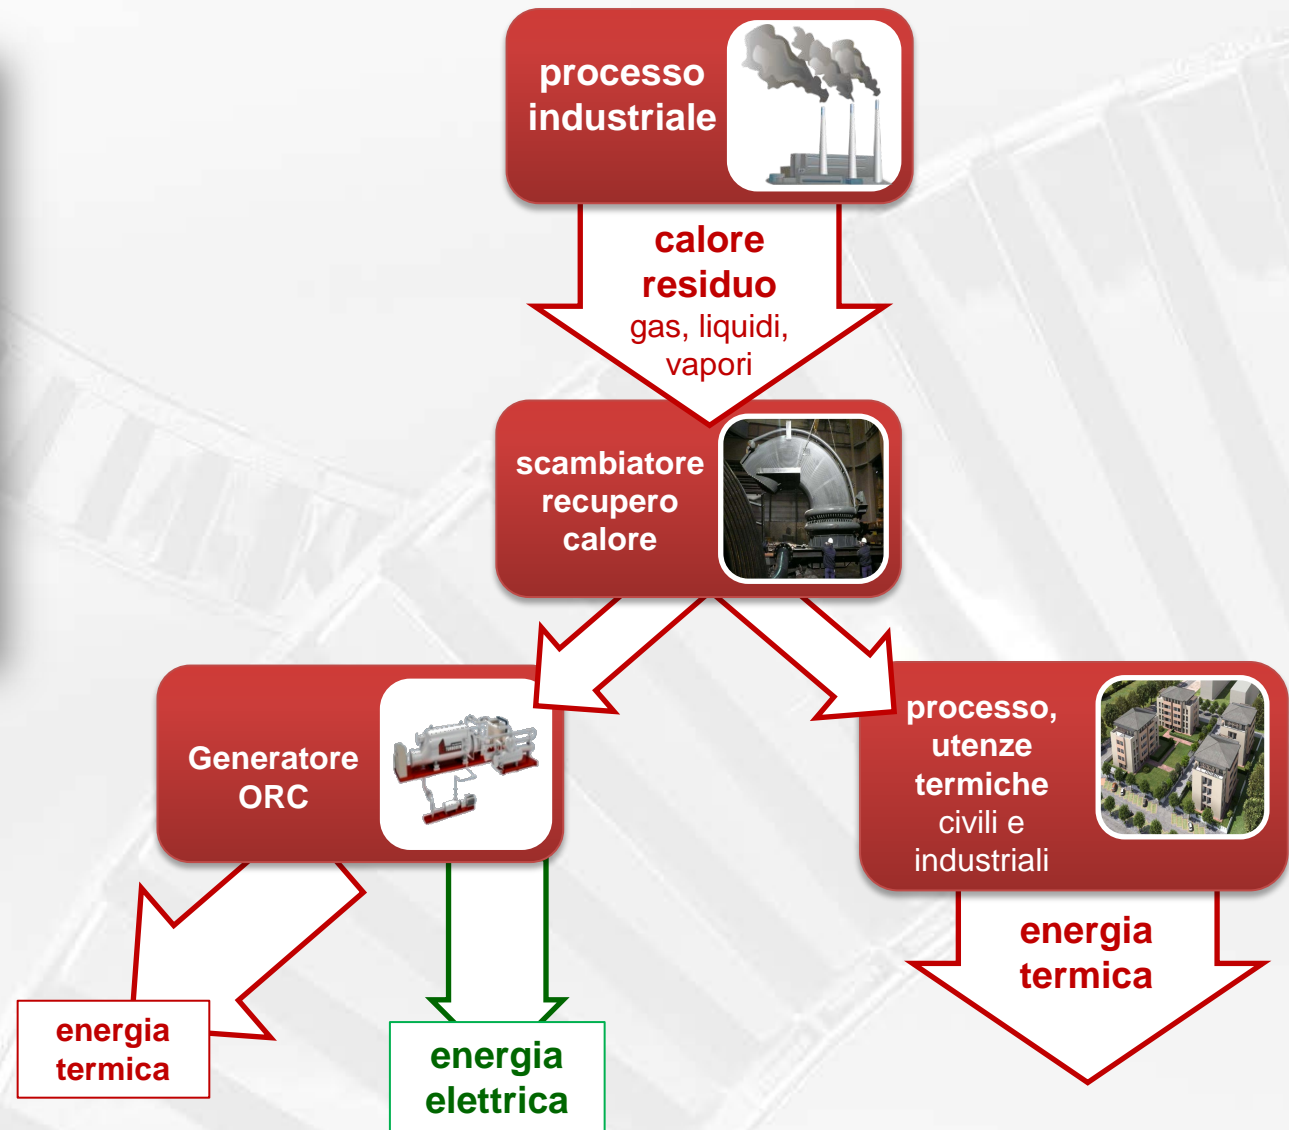 processo
industriale
calore
residuo
gas, liquidi,
vapori
scambiatore
recupero
calore
Generatore
ORC
processo,
utenze
termiche
civili e
industriali
energia
termica
energia
termica
energia
elettrica